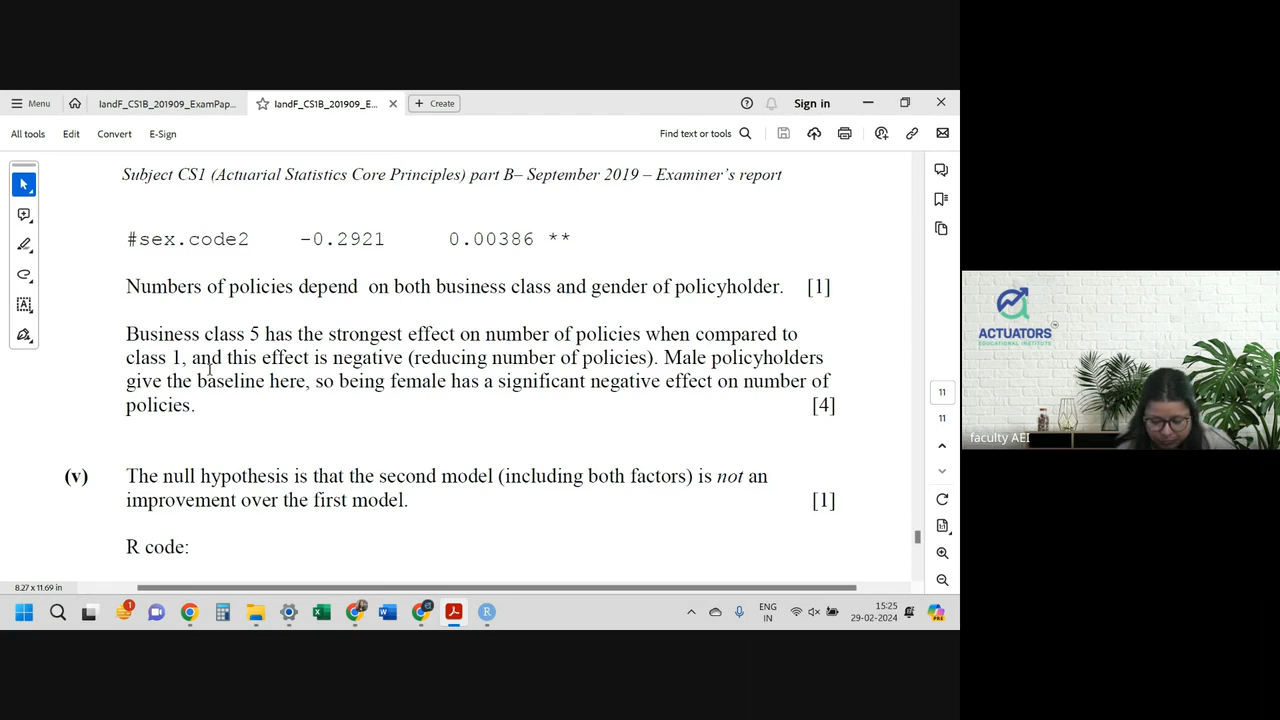 Menu
IandF_CS1B_201909_ExamPap...
IandF_CS1B_201909_E...
Create
Sign in
All tools
Edit
Convert
E-Sign
Find text or tools
Subject CS1 (Actuarial Statistics Core Principles) part B– September 2019 – Examiner's report
#sex.code2 -0.2921 0.00386 **
Numbers of policies depend on both business class and gender of policyholder. [1]
Business class 5 has the strongest effect on number of policies when compared to
class 1, and this effect is negative (reducing number of policies). Male policyholders
give the baseline here, so being female has a significant negative effect on number of
policies. [4]
(v) The null hypothesis is that the second model (including both factors) is not an
improvement over the first model. [1]
R code:
11
11
8.27 x 11.69 in
1
ENG
IN
15:25
29-02-2024
PRE
ACTUATORS
EDUCATIONAL INSTITUTE
faculty AEI